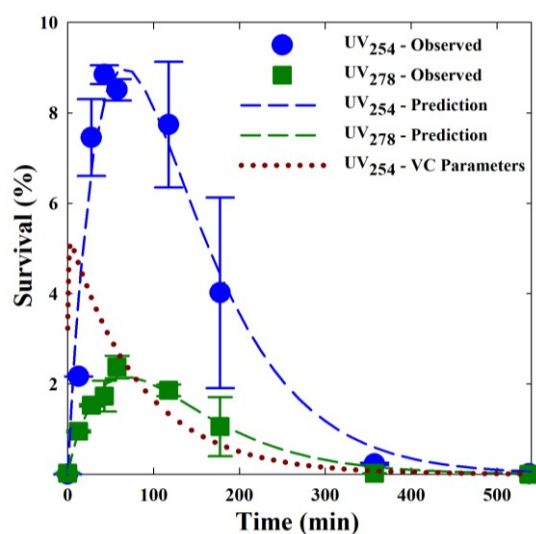 10
8
6
4
2
0
100
200
300
400
500
Survival (%)
Time (min)
UV254 - Observed
UV278 - Observed
UV254 - Prediction
UV278 - Prediction
UV254 - VC Parameters